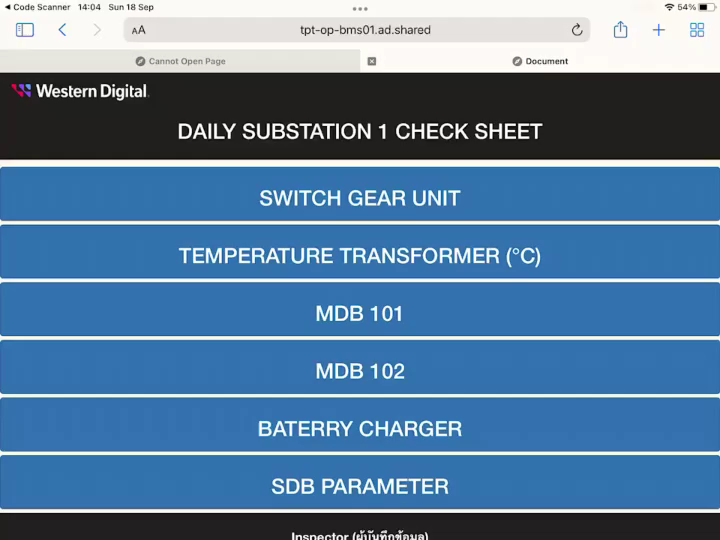 Code Scanner 14:04 Sun 18 Sep 54%
AA tpt-op-bms01.ad.shared
Cannot Open Page Document
Western Digital
DAILY SUBSTATION 1 CHECK SHEET
SWITCH GEAR UNIT
TEMPERATURE TRANSFORMER (°C)
MDB 101
MDB 102
BATERRY CHARGER
SDB PARAMETER
Inspector (ผู้บันทึกข้อมูล)